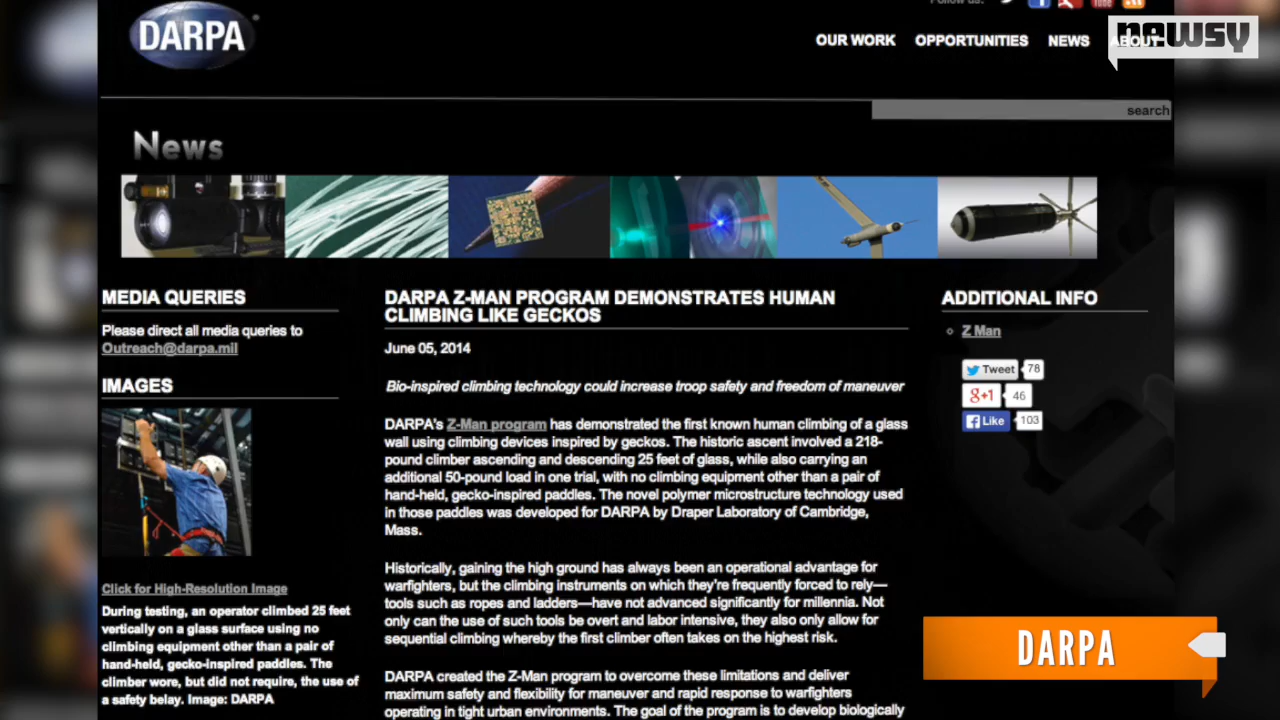 DARPA
Follow us:
OUR WORK OPPORTUNITIES NEWS ABOUT
newsy
search
News
MEDIA QUERIES
Please direct all media queries to
Outreach@darpa.mil
IMAGES
Click for High-Resolution Image
During testing, an operator climbed 25 feet
vertically on a glass surface using no
climbing equipment other than a pair of
hand-held, gecko-inspired paddles. The
climber wore, but did not require, the use of
a safety belay. Image: DARPA
DARPA Z-MAN PROGRAM DEMONSTRATES HUMAN
CLIMBING LIKE GECKOS
June 05, 2014
Bio-inspired climbing technology could increase troop safety and freedom of maneuver
DARPA's Z-Man program has demonstrated the first known human climbing of a glass
wall using climbing devices inspired by geckos. The historic ascent involved a 218-
pound climber ascending and descending 25 feet of glass, while also carrying an
additional 50-pound load in one trial, with no climbing equipment other than a pair of
hand-held, gecko-inspired paddles. The novel polymer microstructure technology used
in those paddles was developed for DARPA by Draper Laboratory of Cambridge,
Mass.
Historically, gaining the high ground has always been an operational advantage for
warfighters, but the climbing instruments on which they're frequently forced to rely—
tools such as ropes and ladders—have not advanced significantly for millennia. Not
only can the use of such tools be overt and labor intensive, they also only allow for
sequential climbing whereby the first climber often takes on the highest risk.
DARPA created the Z-Man program to overcome these limitations and deliver
maximum safety and flexibility for maneuver and rapid response to warfighters
operating in tight urban environments. The goal of the program is to develop biologically
ADDITIONAL INFO
Z Man
Tweet 78
g+1 46
Like 103
DARPA